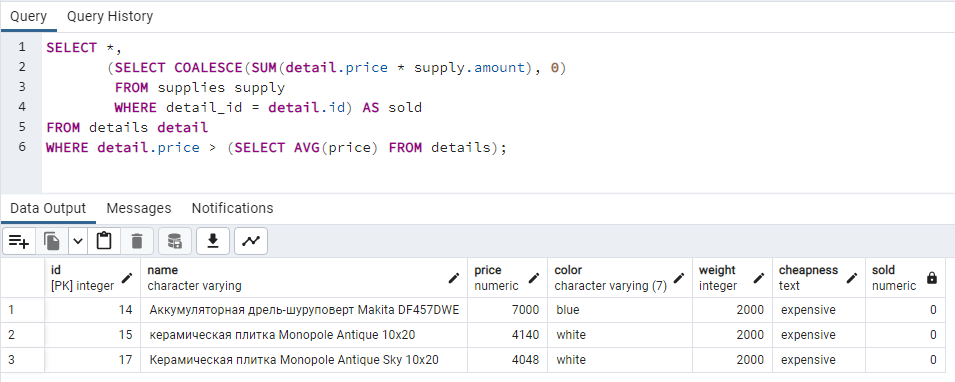 Query Query History
1 SELECT *,
2 (SELECT COALESCE(SUM(detail.price * supply.amount), 0)
3 FROM supplies supply
4 WHERE detail_id = detail.id) AS sold
5 FROM details detail
6 WHERE detail.price > (SELECT AVG(price) FROM details);
Data Output Messages Notifications
id name price color weight cheapness sold
[PK] integer character varying numeric character varying (7) integer text numeric
1 14 Аккумуляторная дрель-шуруповерт Makita DF457DWE 7000 blue 2000 expensive 0
2 15 керамическая плитка Monopole Antique 10x20 4140 white 2000 expensive 0
3 17 Керамическая плитка Monopole Antique Sky 10x20 4048 white 2000 expensive 0